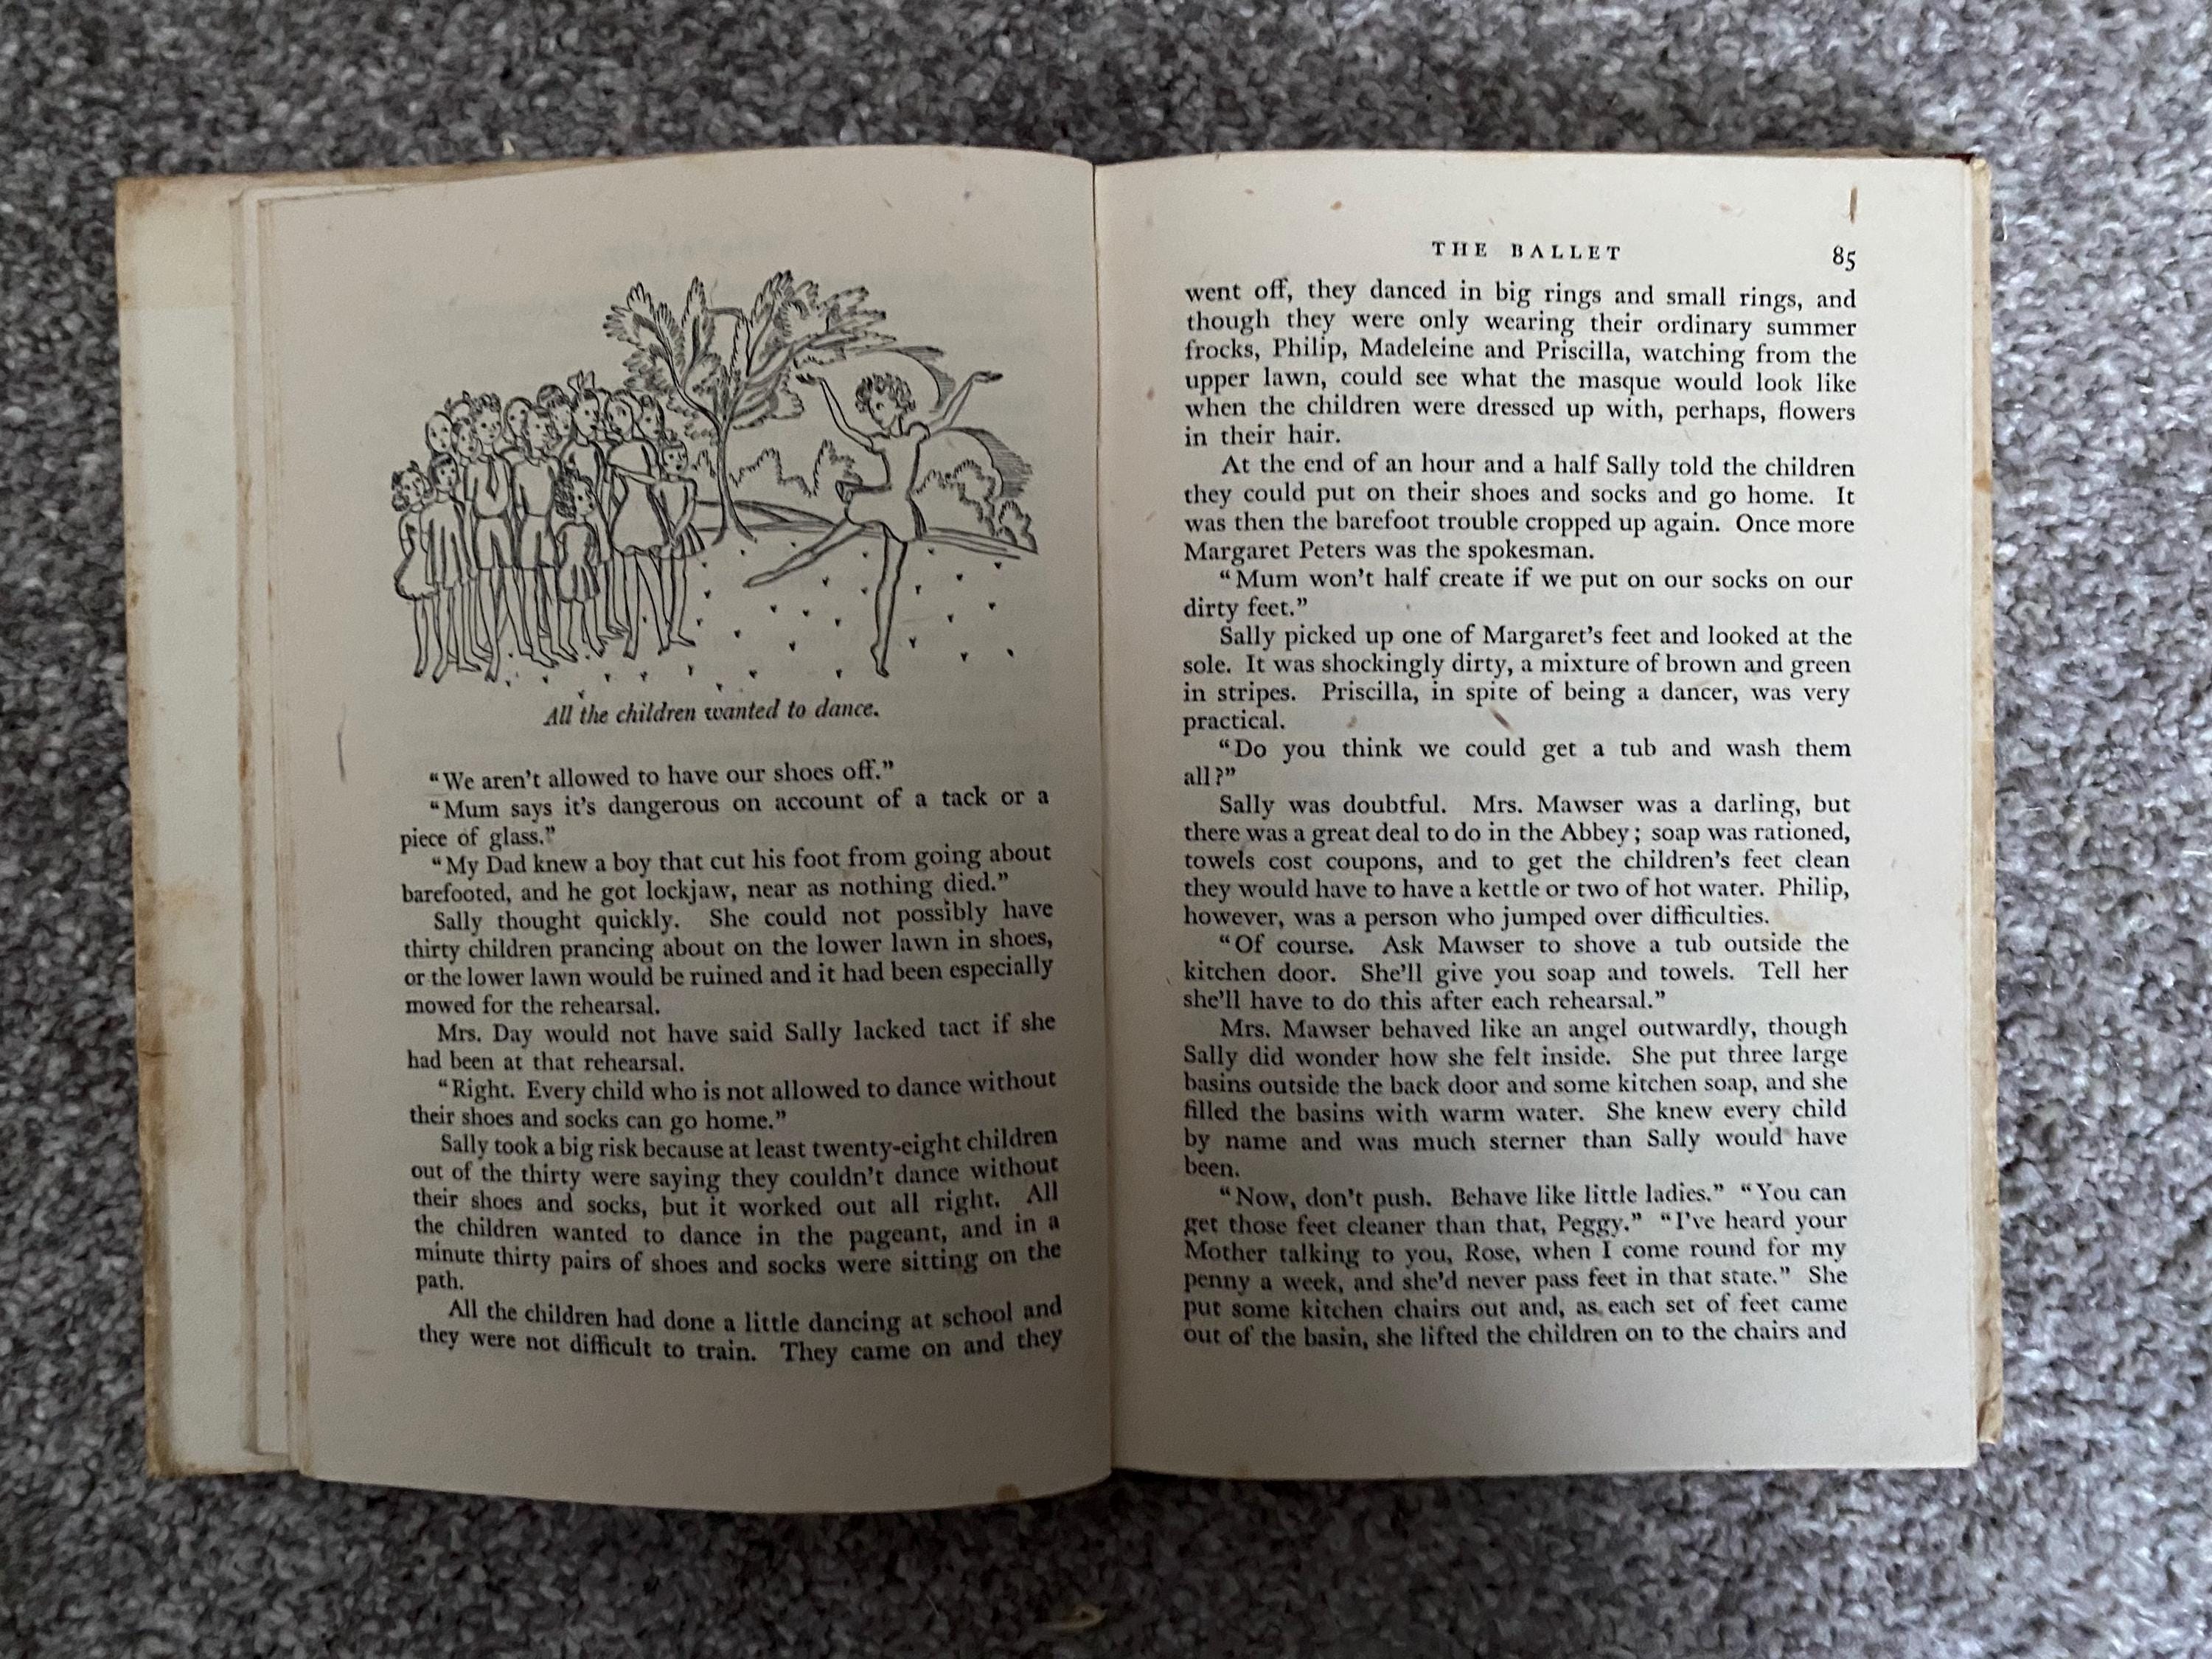 All the children wanted to dance.
“We aren’t allowed to have our shoes off.”
“Mum says it’s dangerous on account of a tack or a
piece of glass.”
“My Dad knew a boy that cut his foot from going about
barefooted, and he got lockjaw, near as nothing died.”
Sally thought quickly. She could not possibly have
thirty children prancing about on the lower lawn in shoes,
or the lower lawn would be ruined and it had been especially
mowed for the rehearsal.
Mrs. Day would not have said Sally lacked tact if she
had been at that rehearsal.
“Right. Every child who is not allowed to dance without
their shoes and socks can go home.”
Sally took a big risk because at least twenty-eight children
out of the thirty were saying they couldn’t dance without
their shoes and socks, but it worked out all right. All
the children wanted to dance in the pageant, and in a
minute thirty pairs of shoes and socks were sitting on the
path.
All the children had done a little dancing at school and
they were not difficult to train. They came on and they
THE BALLET 85
went off, they danced in big rings and small rings, and
though they were only wearing their ordinary summer
frocks, Philip, Madeleine and Priscilla, watching from the
upper lawn, could see what the masque would look like
when the children were dressed up with, perhaps, flowers
in their hair.
At the end of an hour and a half Sally told the children
they could put on their shoes and socks and go home. It
was then the barefoot trouble cropped up again. Once more
Margaret Peters was the spokesman.
“Mum won’t half create if we put on our socks on our
dirty feet.”
Sally picked up one of Margaret’s feet and looked at the
sole. It was shockingly dirty, a mixture of brown and green
in stripes. Priscilla, in spite of being a dancer, was very
practical.
“Do you think we could get a tub and wash them
all?”
Sally was doubtful. Mrs. Mawser was a darling, but
there was a great deal to do in the Abbey; soap was rationed,
towels cost coupons, and to get the children’s feet clean
they would have to have a kettle or two of hot water. Philip,
however, was a person who jumped over difficulties.
“Of course. Ask Mawser to shove a tub outside the
kitchen door. She’ll give you soap and towels. Tell her
she’ll have to do this after each rehearsal.”
Mrs. Mawser behaved like an angel outwardly, though
Sally did wonder how she felt inside. She put three large
basins outside the back door and some kitchen soap, and she
filled the basins with warm water. She knew every child
by name and was much sterner than Sally would have
been.
“Now, don’t push. Behave like little ladies.” “You can
get those feet cleaner than that, Peggy.” “I’ve heard your
Mother talking to you, Rose, when I come round for my
penny a week, and she’d never pass feet in that state.” She
put some kitchen chairs out and, as each set of feet came
out of the basin, she lifted the children on to the chairs and